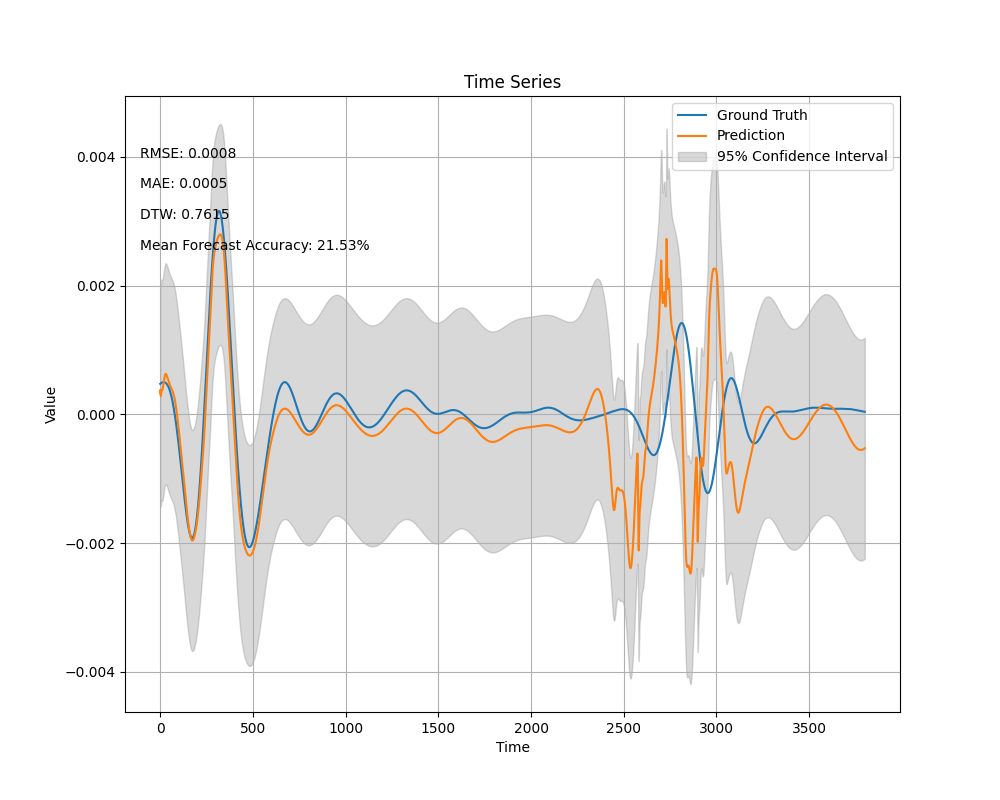 Time Series
Ground Truth
Prediction
95% Confidence Interval
RMSE: 0.0008
MAE: 0.0005
DTW: 0.7615
Mean Forecast Accuracy: 21.53%
Value
0.004
0.002
0.000
−0.002
−0.004
0 500 1000 1500 2000 2500 3000 3500
Time